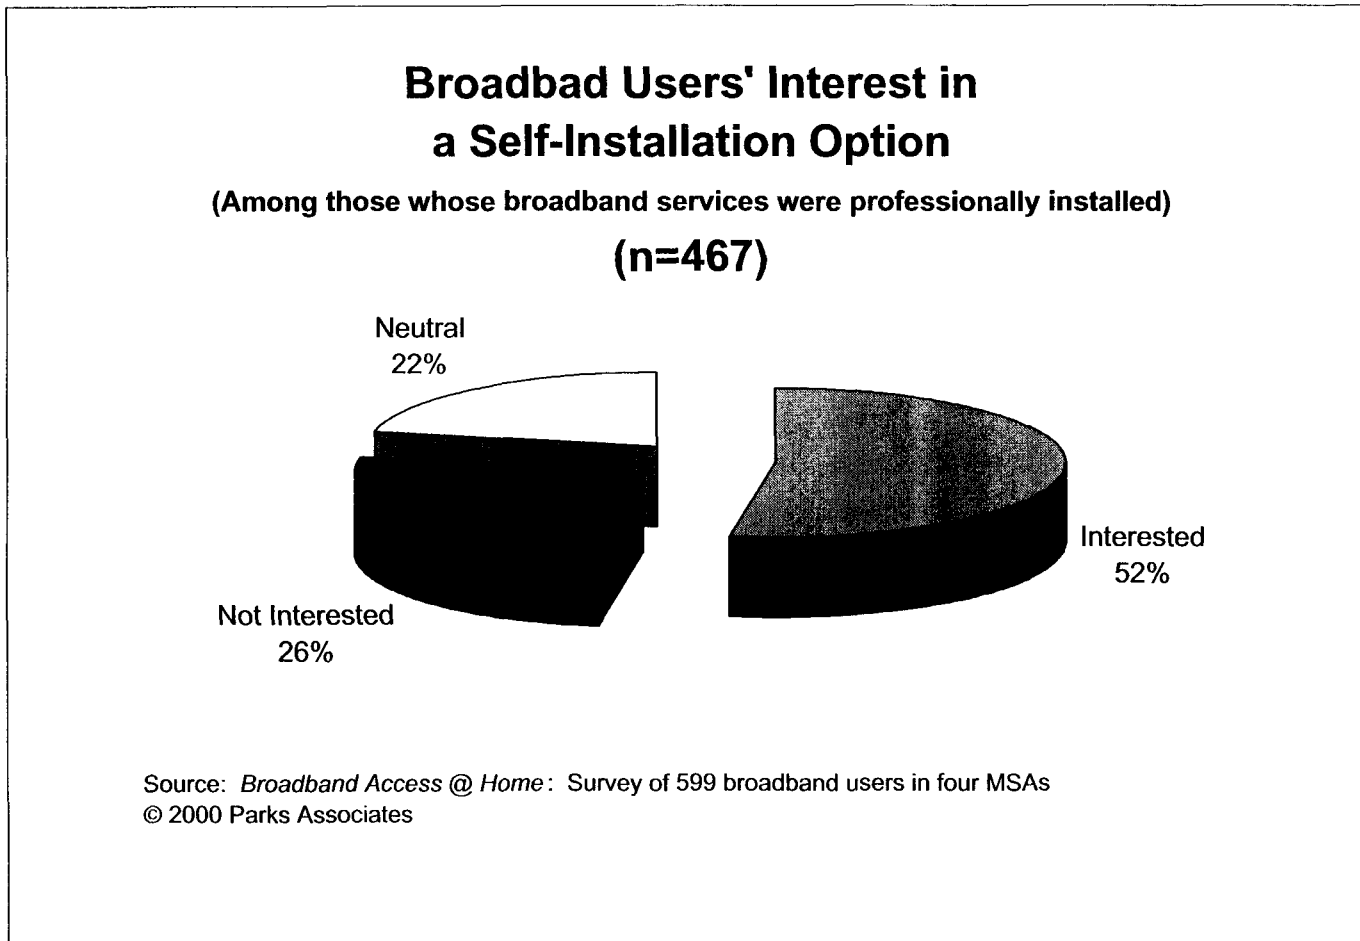 Broadbad Users' Interest in
a Self-Installation Option
(Among those whose broadband services were professionally installed)
(n=467)
Neutral
22%
Interested
52%
Not Interested
26%
Source: Broadband Access @ Home: Survey of 599 broadband users in four MSAs
© 2000 Parks Associates